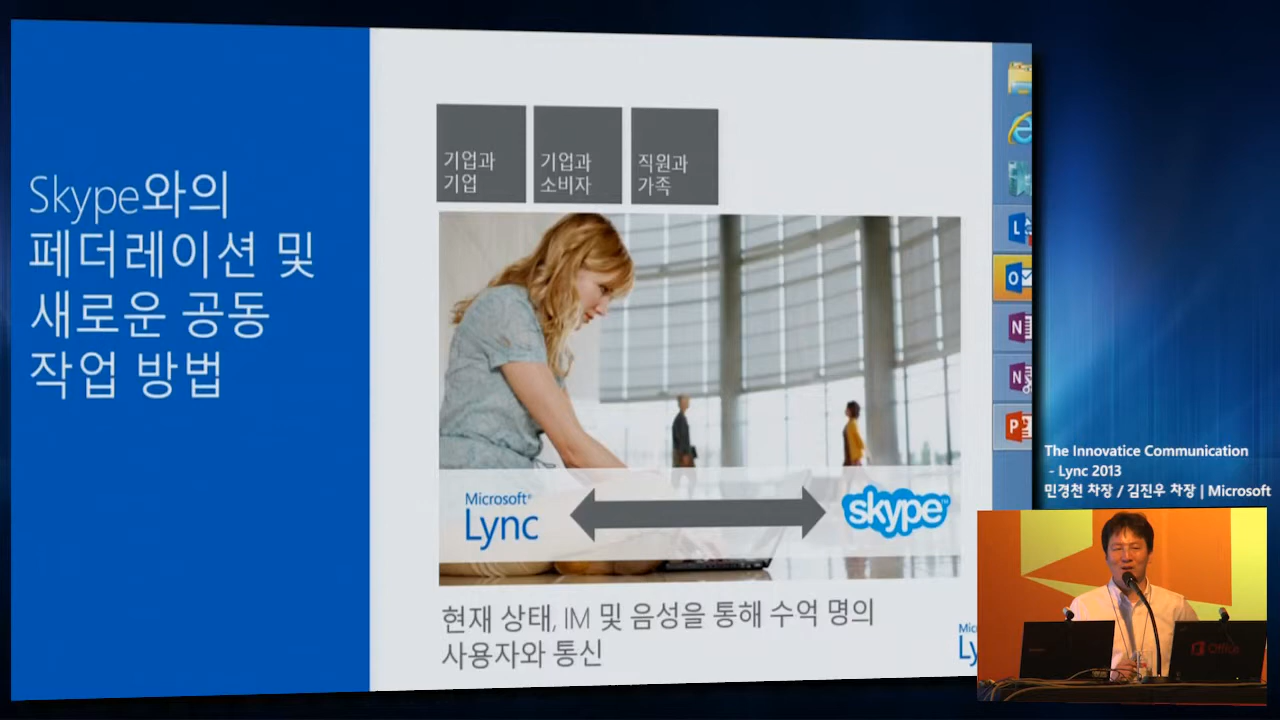 Skype와의
페더레이션 및
새로운 공동
작업 방법
기업과
기업
기업과
소비자
직원과
가족
Microsoft®
Lync
skype™
현재 상태, IM 및 음성을 통해 수억 명의
사용자와 통신
The Innovatice Communication
- Lync 2013
민경천 차장 / 김진우 차장 | Microsoft
Office